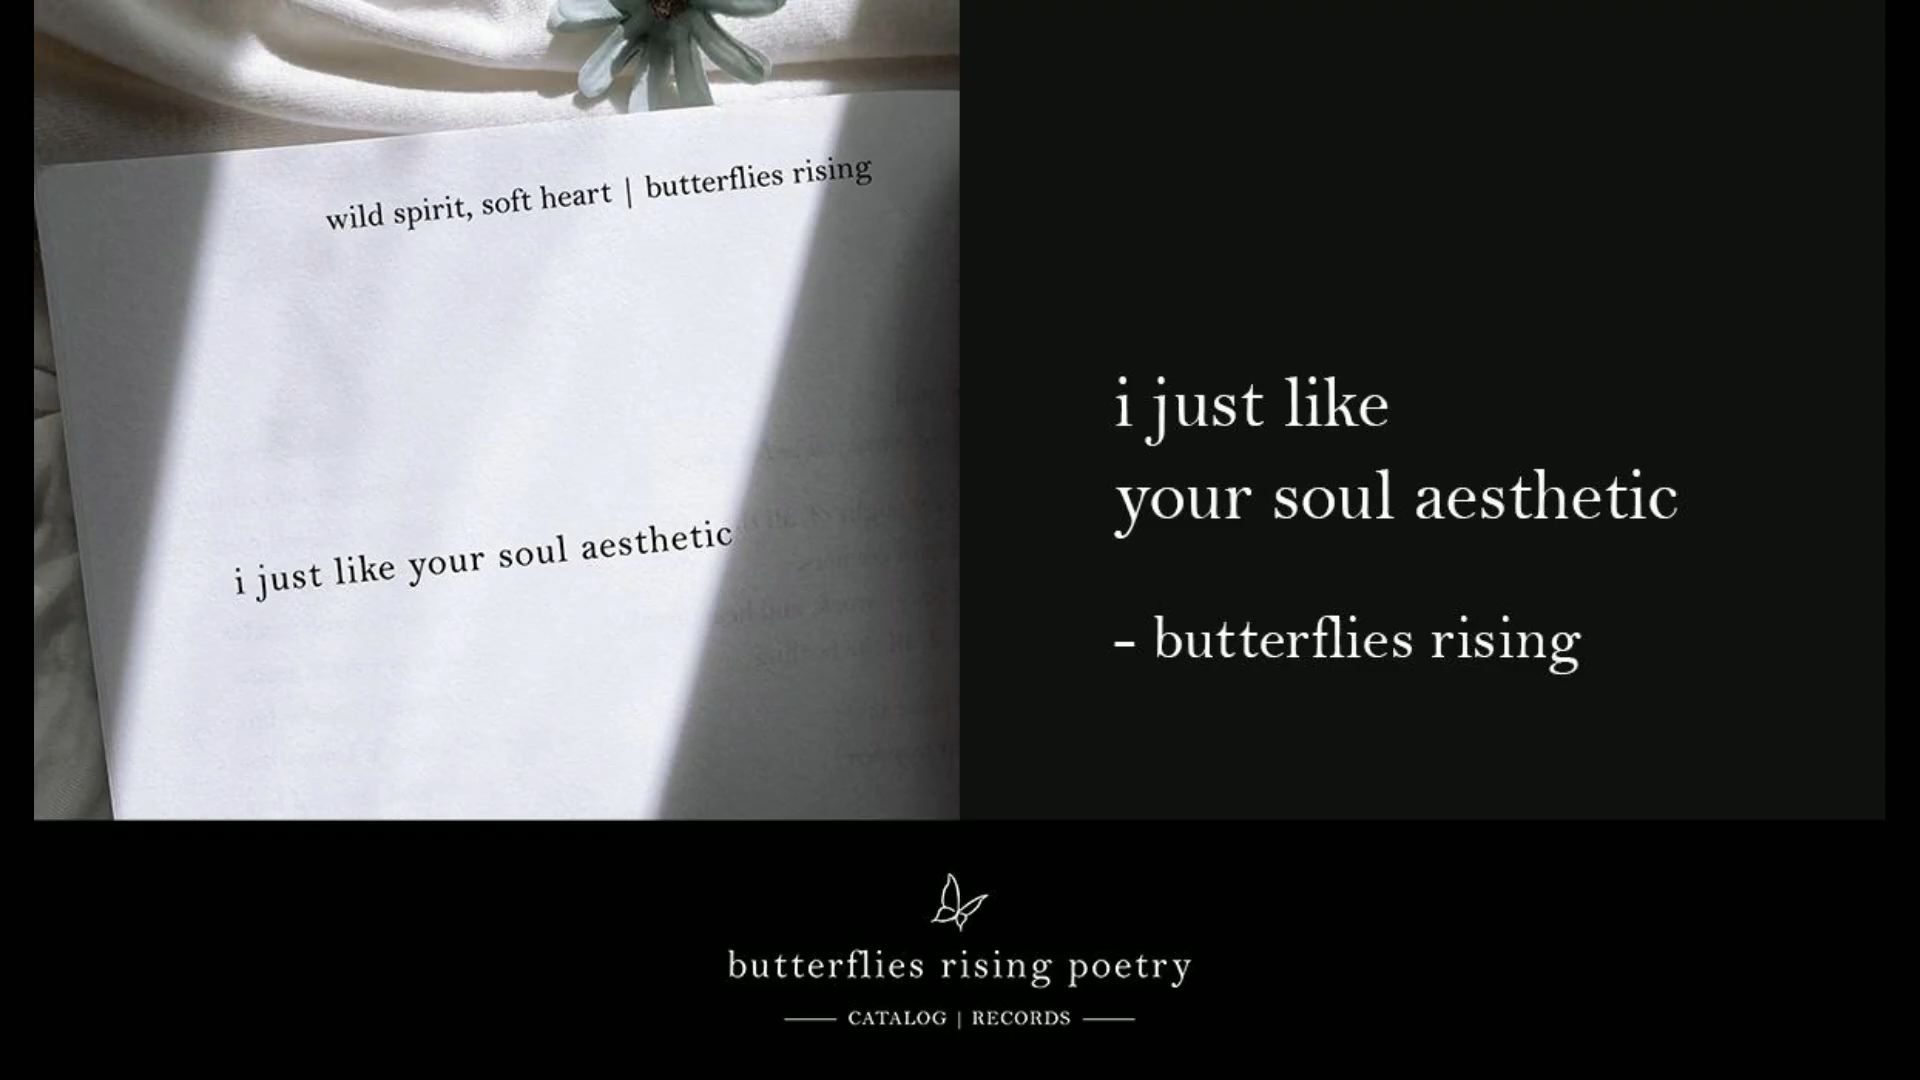 wild spirit, soft heart | butterflies rising
i just like your soul aesthetic
i just like
your soul aesthetic
- butterflies rising
butterflies rising poetry
CATALOG | RECORDS